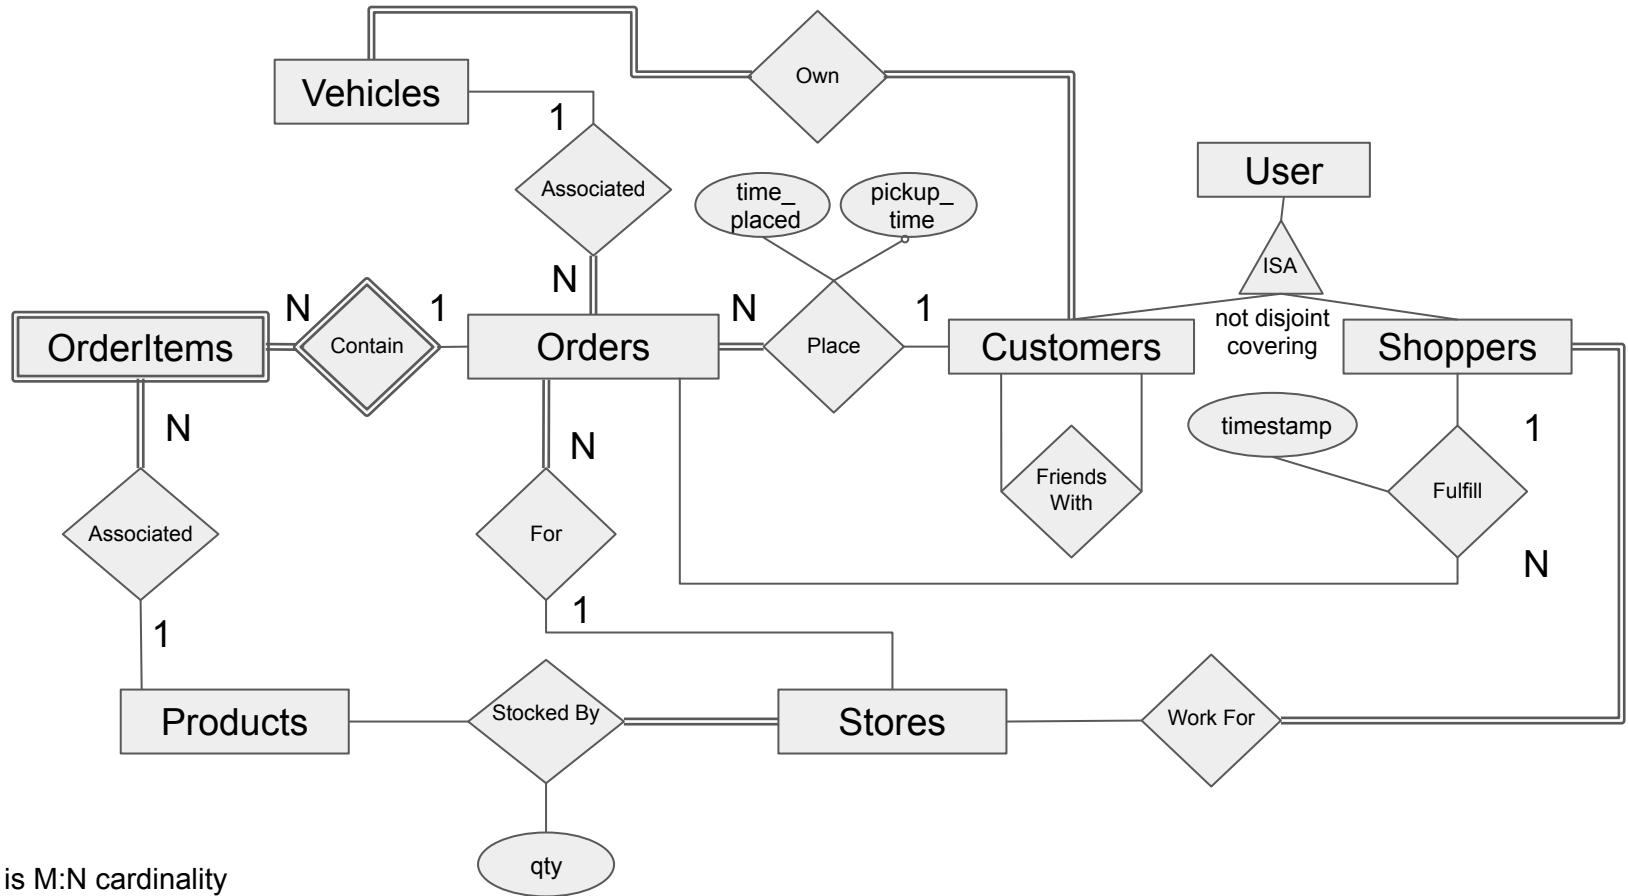 Own
Vehicles
1
Associated
time_
placed
pickup_
time
User
ISA
N
N
1
N
1
not disjoint
covering
OrderItems
Contain
Orders
Place
Customers
Shoppers
N
N
timestamp
1
Friends
With
Fulfill
Associated
For
N
1
1
Products
Stocked By
Stores
Work For
qty
is M:N cardinality